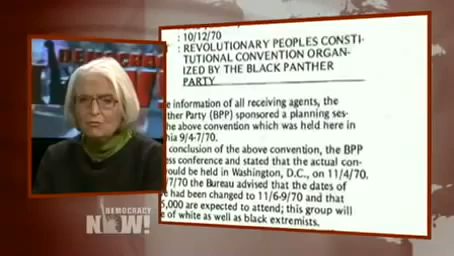 : 10/12/70
: REVOLUTIONARY PEOPLES CONSTI-
TUTIONAL CONVENTION ORGAN-
IZED BY THE BLACK PANTHER
PARTY
e information of all receiving agents, the
ther Party (BPP) sponsored a planning ses-
he above convention which was held here in
hia 9/4-7/70.
conclusion of the above convention, the BPP
ss conference and stated that the actual con-
ould be held in Washington, D.C., on 11/4/70.
/7/70 the Bureau advised that the dates of
e had been changed to 11/6-9/70 and that
5,000 are expected to attend; this group will
e of white as well as black extremists.
DEMOCRACY
NOW!